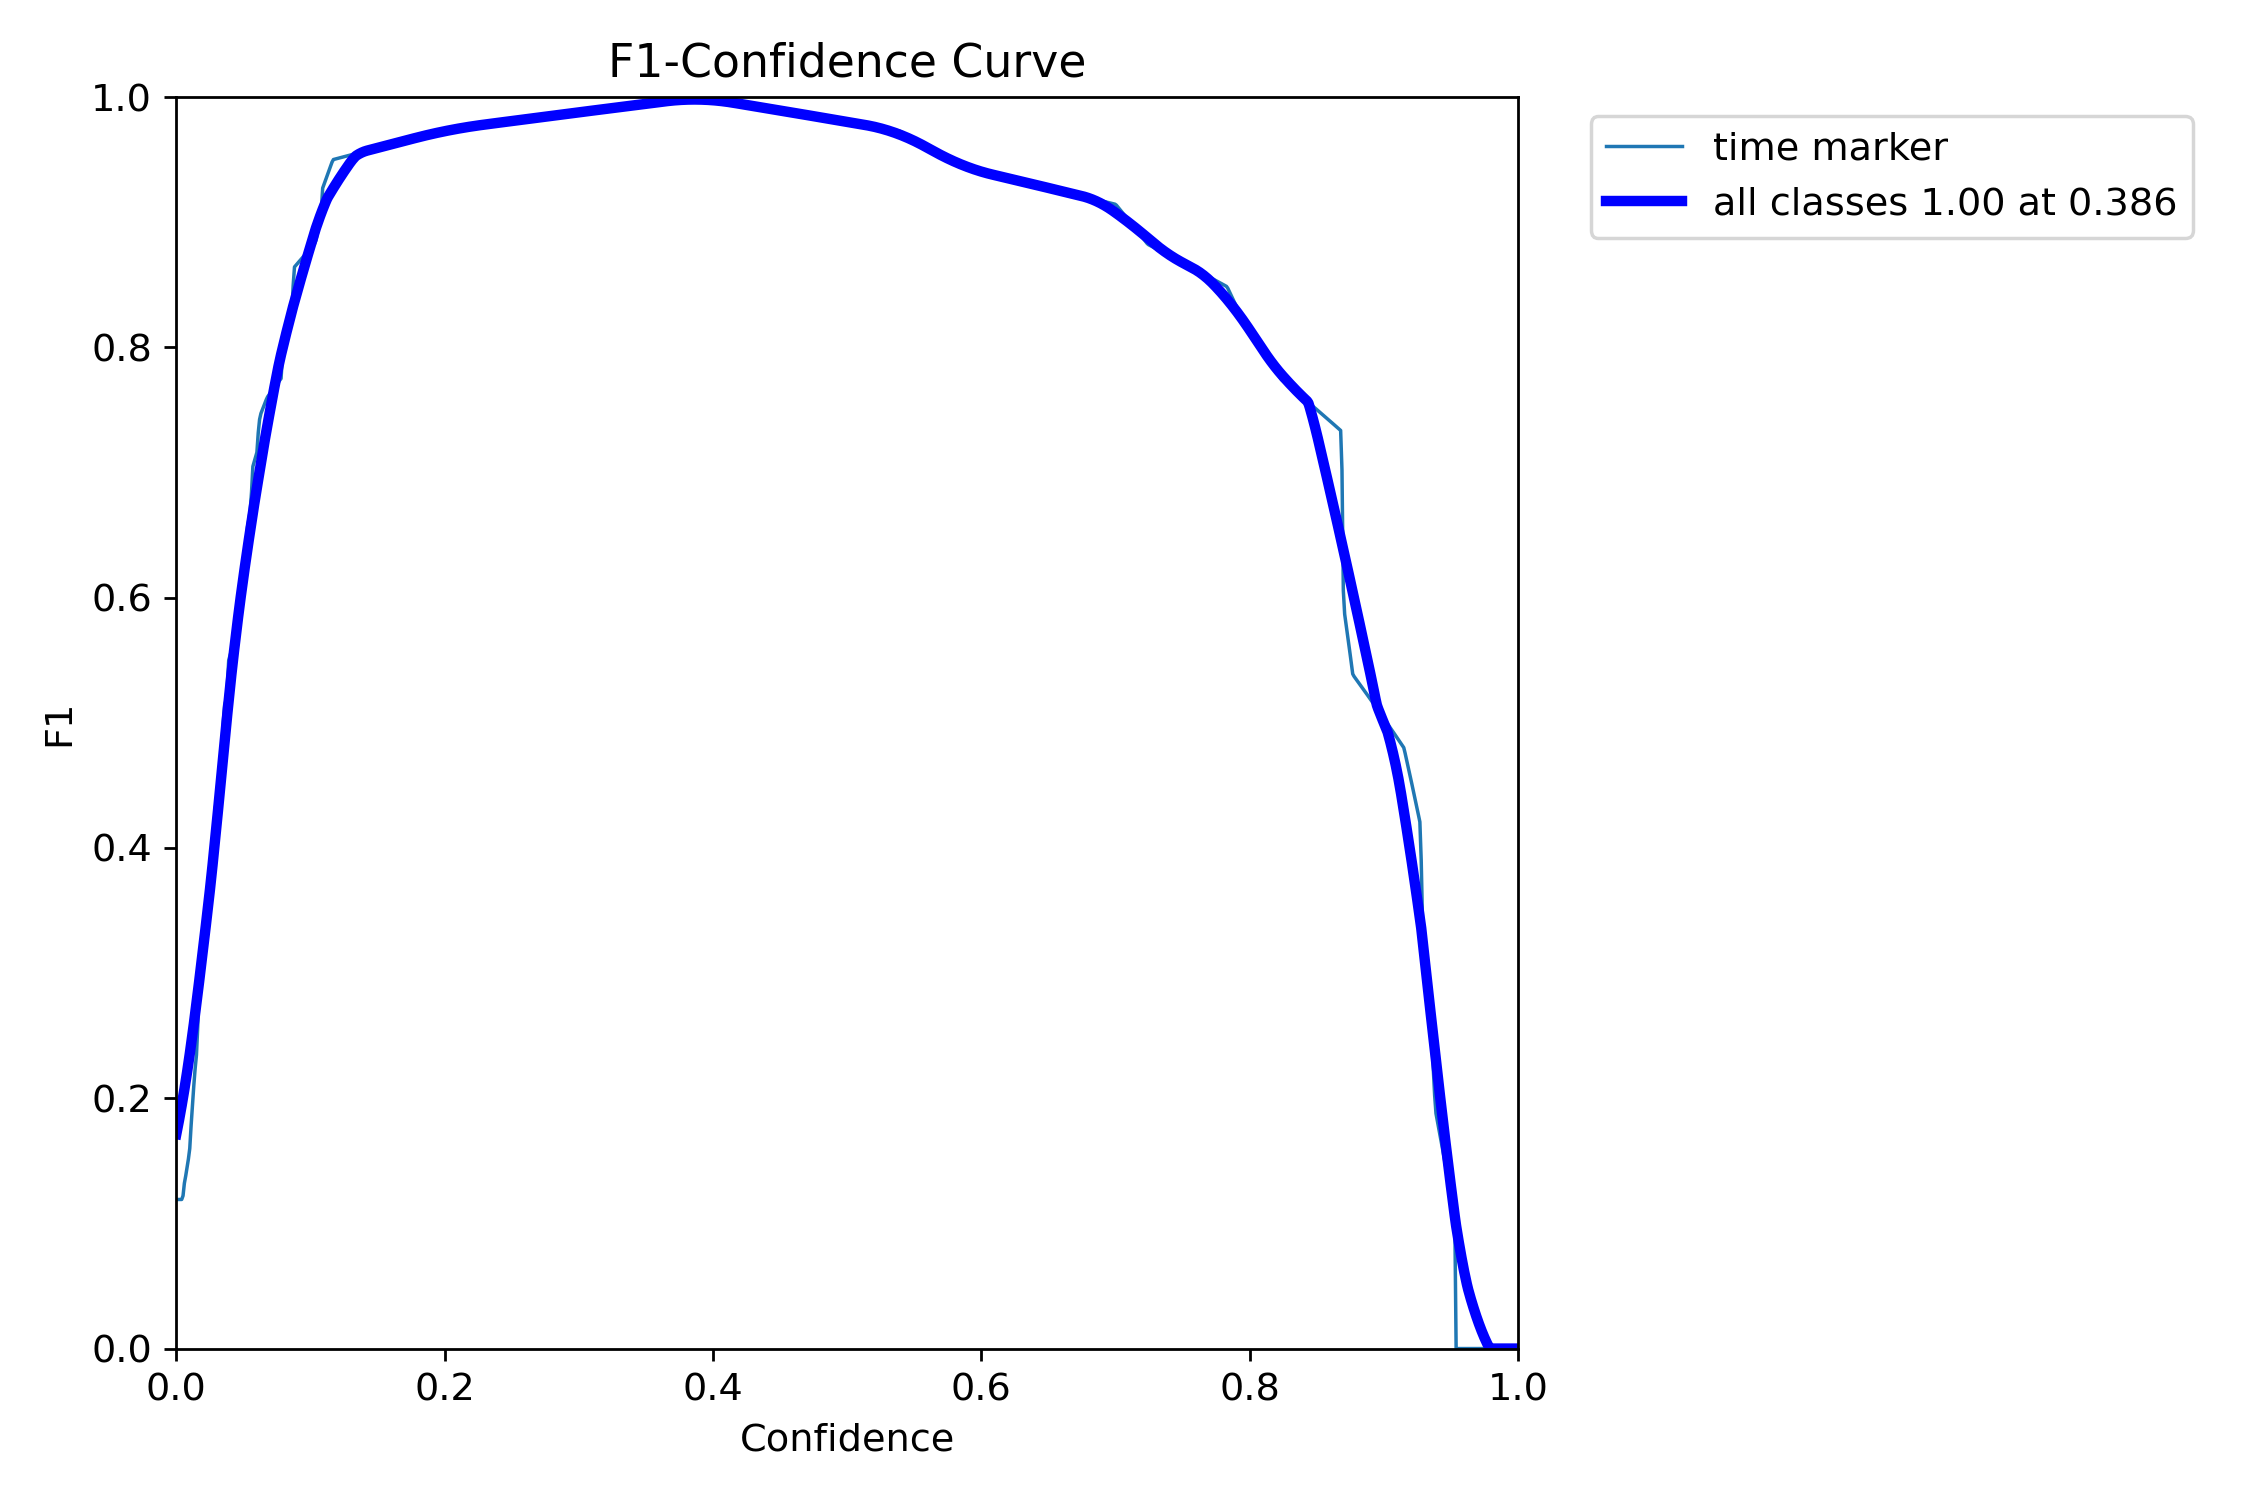 F1-Confidence Curve
time marker
all classes 1.00 at 0.386
F1
1.0
0.8
0.6
0.4
0.2
0.0
0.0 0.2 0.4 0.6 0.8 1.0
Confidence